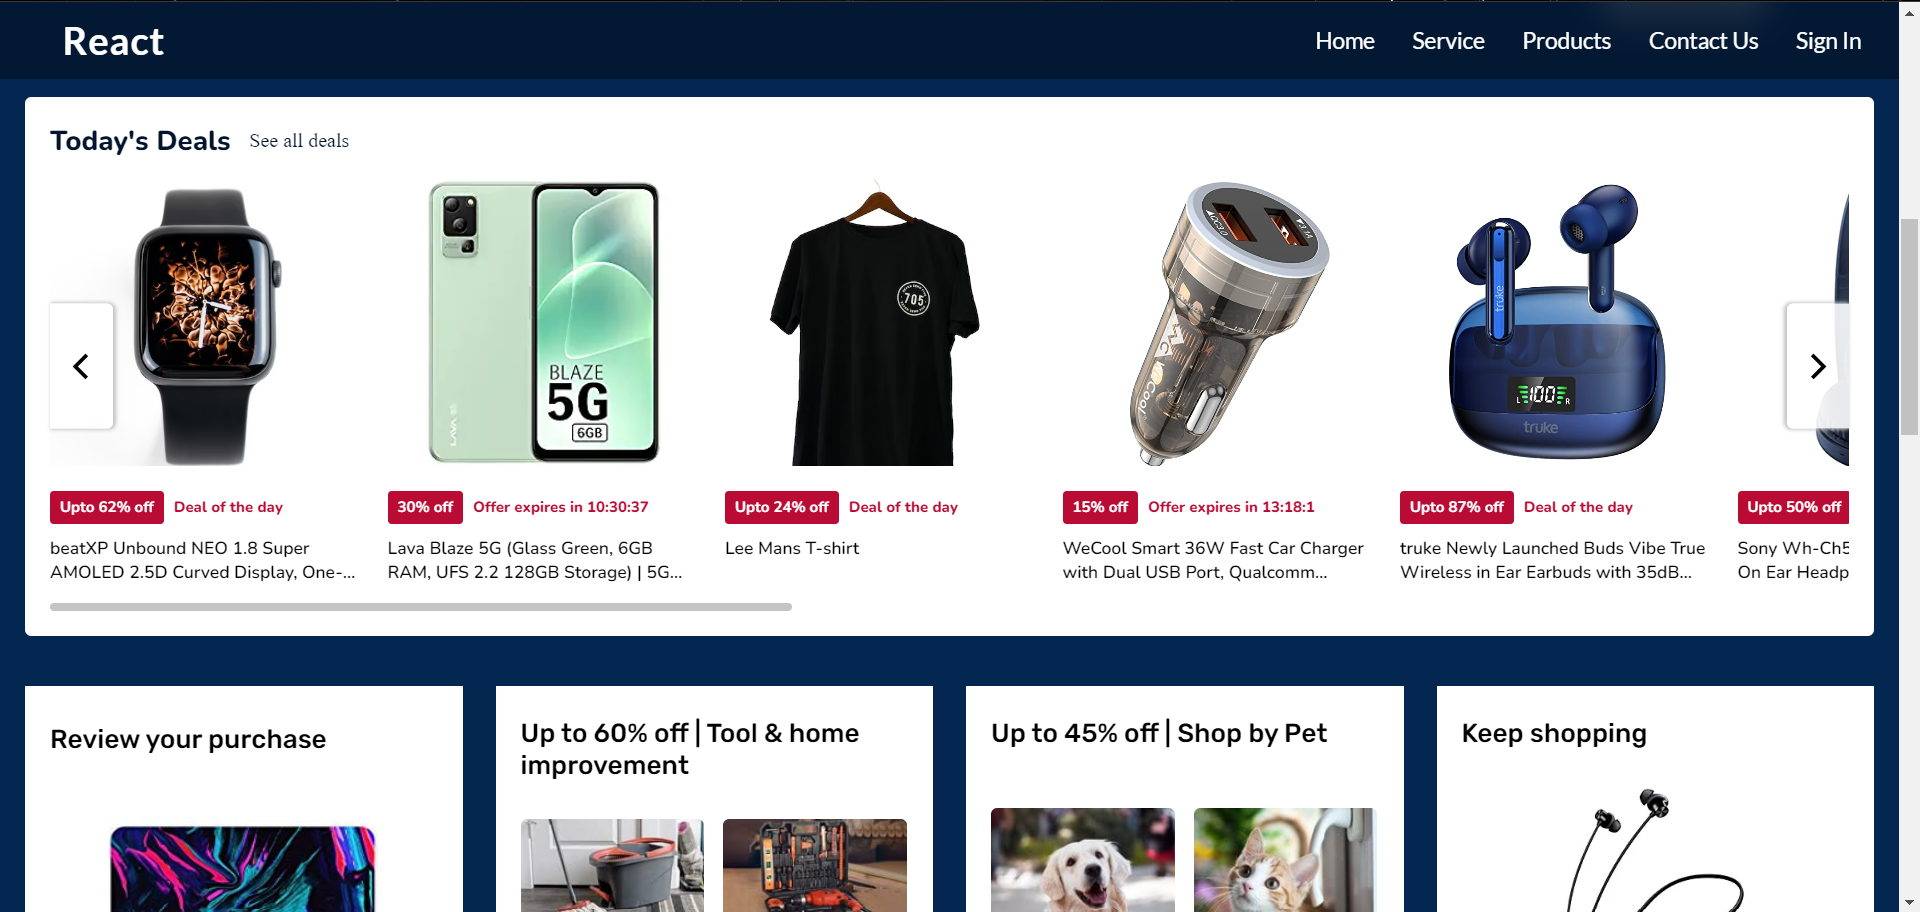 React
Home Service Products Contact Us Sign In
Today's Deals See all deals
BLAZE
5G
6GB
LAVA 5G
705
truke
100
L R
truke
Upto 62% off Deal of the day
beatXP Unbound NEO 1.8 Super
AMOLED 2.5D Curved Display, One-...
30% off Offer expires in 10:30:37
Lava Blaze 5G (Glass Green, 6GB
RAM, UFS 2.2 128GB Storage) | 5G...
Upto 24% off Deal of the day
Lee Mans T-shirt
15% off Offer expires in 13:18:1
WeCool Smart 36W Fast Car Charger
with Dual USB Port, Qualcomm...
Upto 87% off Deal of the day
truke Newly Launched Buds Vibe True
Wireless in Ear Earbuds with 35dB...
Upto 50% off
Sony Wh-Ch5
On Ear Headp
Review your purchase
Up to 60% off | Tool & home
improvement
Up to 45% off | Shop by Pet
Keep shopping